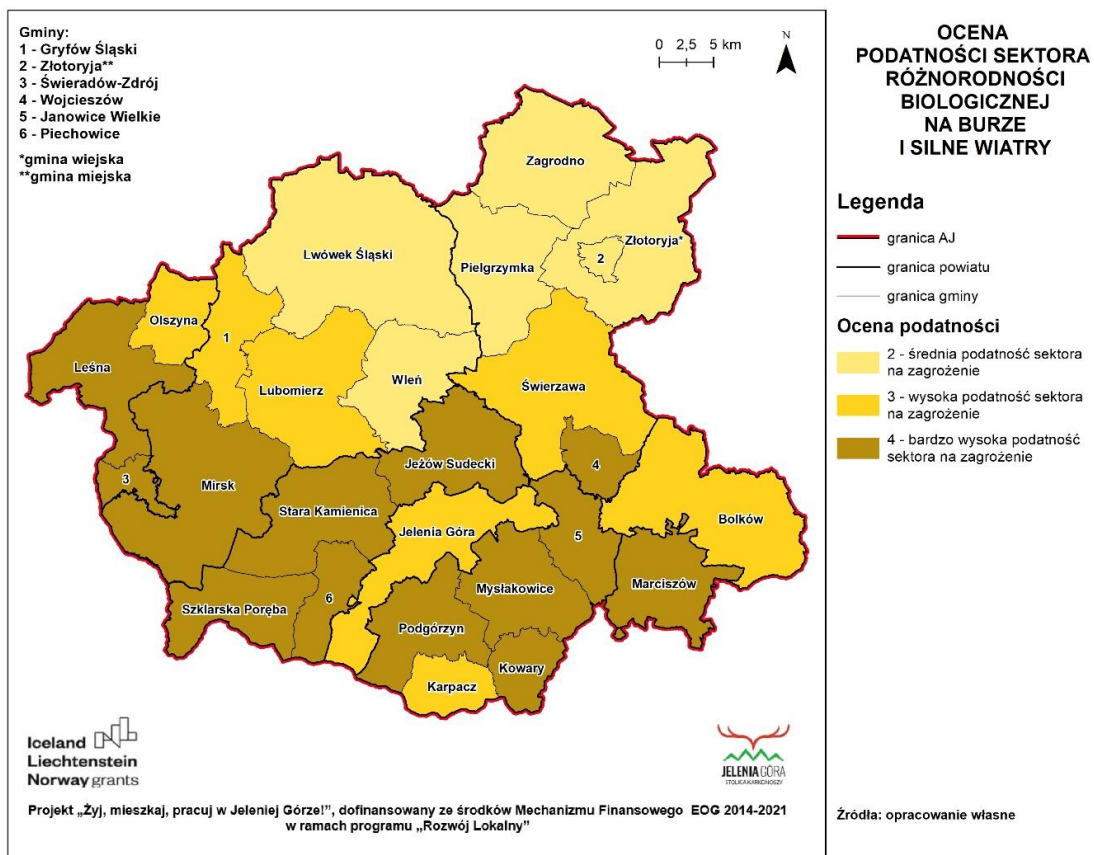 Gminy:
1 - Gryfów Śląski
2 - Złotoryja**
3 - Świeradów-Zdrój
4 - Wojcieszów
5 - Janowice Wielkie
6 - Piechowice
*gmina wiejska
**gmina miejska
0 2,5 5 km
N
OCENA
PODATNOŚCI SEKTORA
RÓŻNORODNOŚCI
BIOLOGICZNEJ
NA BURZE
I SILNE WIATRY
Legenda
granica AJ
granica powiatu
granica gminy
Ocena podatności
2 - średnia podatność sektora
na zagrożenie
3 - wysoka podatność sektora
na zagrożenie
4 - bardzo wysoka podatność
sektora na zagrożenie
Zagrodno
Złotoryja*
Lwówek Śląski
Pielgrzymka
2
Olszyna
1
Leśna
Lubomierz
Wleń
Świerzawa
3
Mirsk
Jeżów Sudecki
4
Stara Kamienica
Jelenia Góra
Bolków
5
Marciszów
Mysłakowice
6
Szklarska Poręba
Podgórzyn
Kowary
Karpacz
Iceland
Liechtenstein
Norway grants
JELENIA GÓRA
STOLICA KARKONOSZY
Projekt „Żyj, mieszkaj, pracuj w Jeleniej Górze!”, dofinansowany ze środków Mechanizmu Finansowego EOG 2014-2021
w ramach programu „Rozwój Lokalny”
Źródła: opracowanie własne